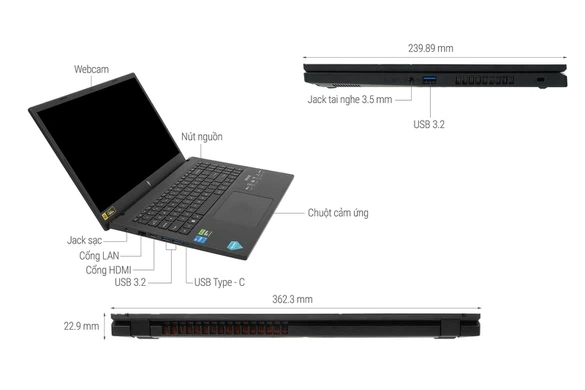 Webcam
239.89 mm
Jack tai nghe 3.5 mm
USB 3.2
Nút nguồn
Chuột cảm ứng
Jack sạc
Cổng LAN
Cổng HDMI
USB 3.2
USB Type - C
362.3 mm
22.9 mm